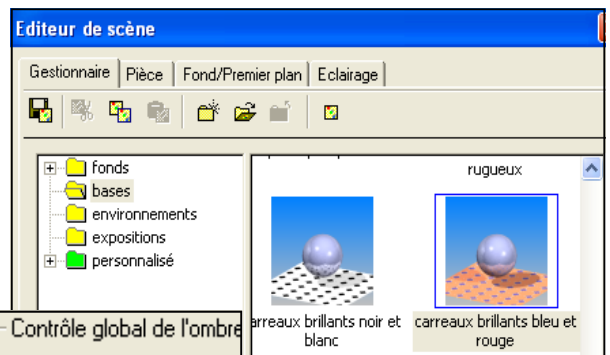 Editeur de scène
Gestionnaire Pièce Fond/Premier plan Eclairage
fonds
bases
environnements
expositions
personnalisé
rugueux
carreaux brillants bleu et
rouge
arreaux brillants noir et
blanc
Contrôle global de l'ombre